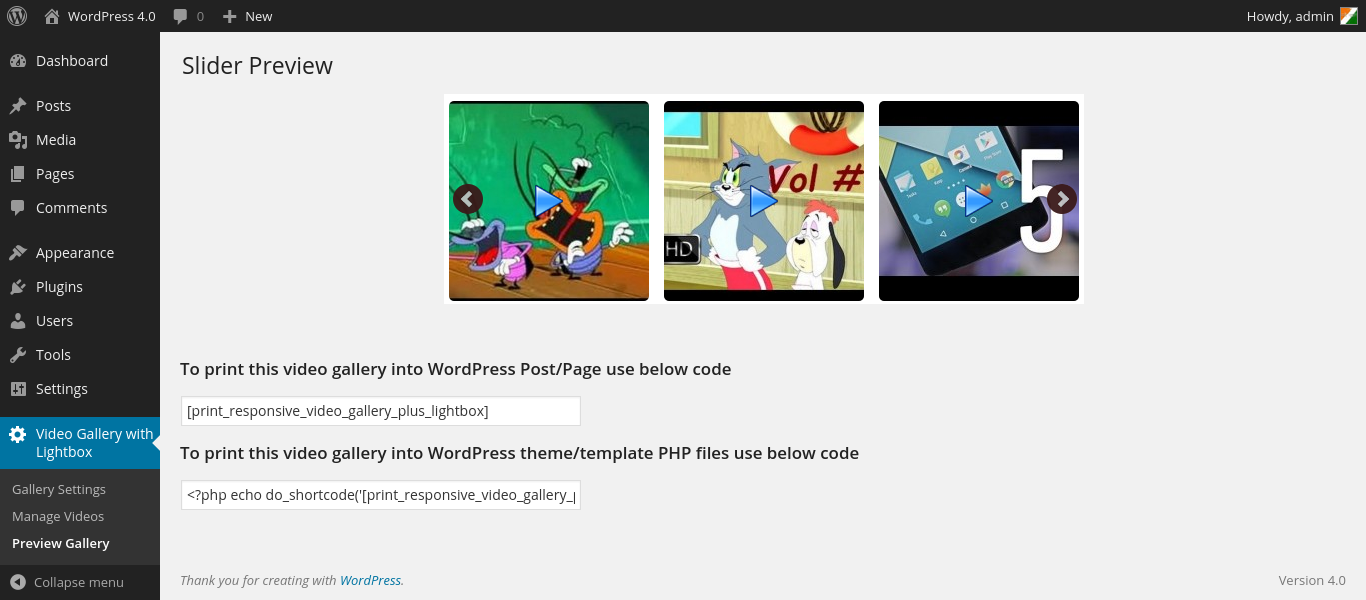 WordPress 4.0
0
New
Howdy, admin
Dashboard
Posts
Media
Pages
Comments
Appearance
Plugins
Users
Tools
Settings
Video Gallery with
Lightbox
Gallery Settings
Manage Videos
Preview Gallery
Collapse menu
Slider Preview
Vol #
HD
5
To print this video gallery into WordPress Post/Page use below code
[print_responsive_video_gallery_plus_lightbox]
To print this video gallery into WordPress theme/template PHP files use below code
<?php echo do_shortcode('[print_responsive_video_gallery_p
Thank you for creating with WordPress.
Version 4.0